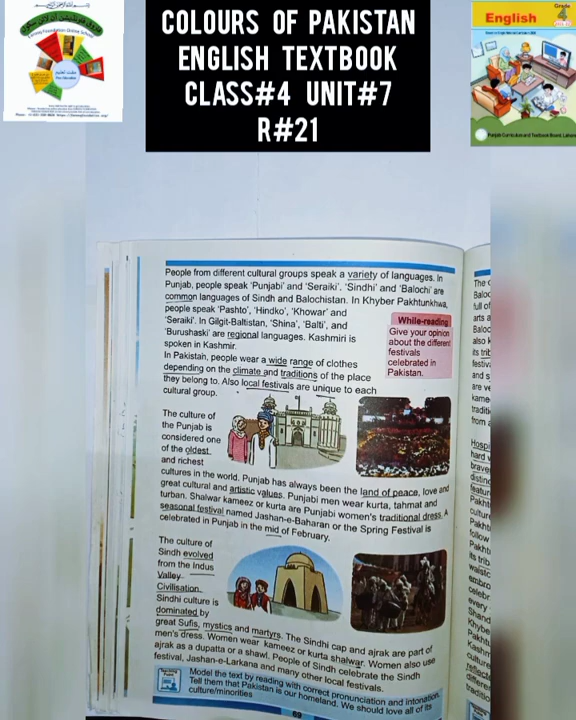 COLOURS OF PAKISTAN
ENGLISH TEXTBOOK
CLASS#4 UNIT#7
R#21
English
Grade
4
Punjab Curriculum and Textbook Board, Lahore
People from different cultural groups speak a variety of languages. In
Punjab, people speak 'Punjabi' and 'Seraiki'. 'Sindhi' and 'Balochi' are
common languages of Sindh and Balochistan. In Khyber Pakhtunkhwa,
people speak 'Pashto', 'Hindko', 'Khowar' and
'Seraiki'. In Gilgit-Baltistan, 'Shina', 'Balti', and
'Burushaski' are regional languages. Kashmiri is
spoken in Kashmir.
While-reading
Give your opinion
about the different
festivals
celebrated in
Pakistan.
In Pakistan, people wear a wide range of clothes
depending on the climate and traditions of the place
they belong to. Also local festivals are unique to each
cultural group.
The culture of
the Punjab is
considered one
of the oldest
and richest
cultures in the world. Punjab has always been the land of peace, love and
great cultural and artistic values. Punjabi men wear kurta, tahmat and
turban. Shalwar kameez or kurta are Punjabi women's traditional dress. A
seasonal festival named Jashan-e-Baharan or the Spring Festival is
celebrated in Punjab in the mid of February.
The culture of
Sindh evolved
from the Indus
Valley
Civilisation.
Sindhi culture is
dominated by
great Sufis, mystics and martyrs. The Sindhi cap and ajrak are part of
men's dress. Women wear kameez or kurta shalwar. Women also use
ajrak as a dupatta or a shawl. People of Sindh celebrate the Sindh
festival, Jashan-e-Larkana and many other local festivals.
Model the text by reading with correct pronunciation and intonation.
Tell them that Pakistan is our homeland. We should love all of its
culture/minorities
69